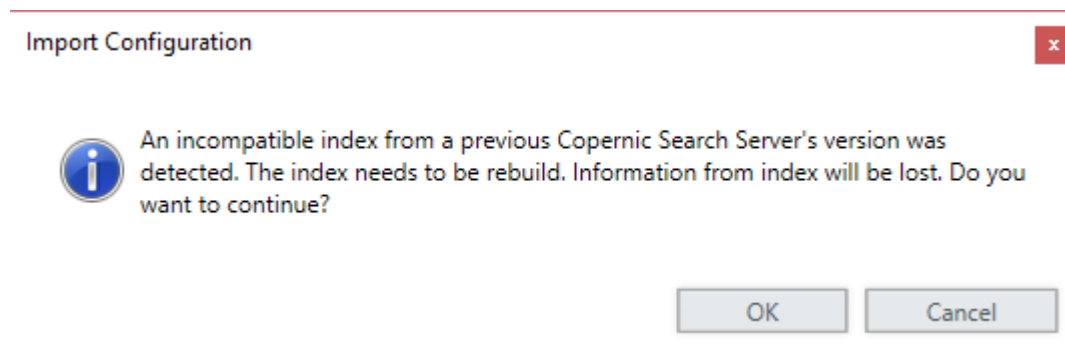 Import Configuration
x
An incompatible index from a previous Copernic Search Server's version was
detected. The index needs to be rebuild. Information from index will be lost. Do you
want to continue?
OK
Cancel